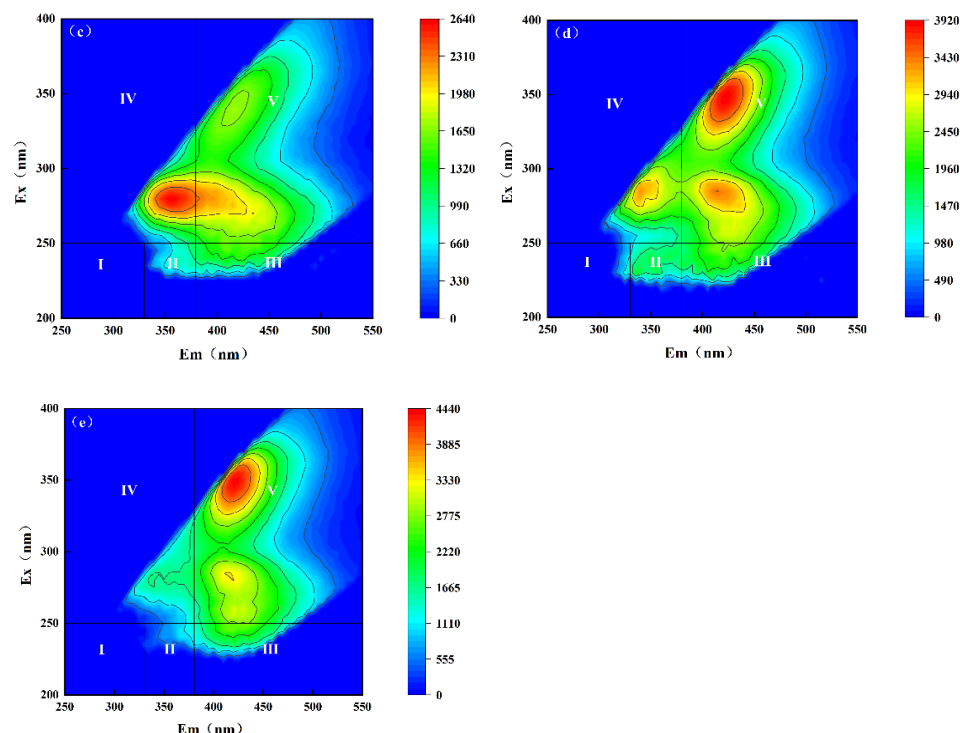 (c)
400
350
300
250
200
Ex（nm）
IV
V
I
II
III
250 300 350 400 450 500 550
Em（nm）
2640
2310
1980
1650
1320
990
660
330
0
(d)
400
350
300
250
200
Ex（nm）
IV
V
I
II
III
250 300 350 400 450 500 550
Em（nm）
3920
3430
2940
2450
1960
1470
980
490
0
(e)
400
350
300
250
200
Ex（nm）
IV
V
I
II
III
250 300 350 400 450 500 550
Em（nm）
4440
3885
3330
2775
2220
1665
1110
555
0